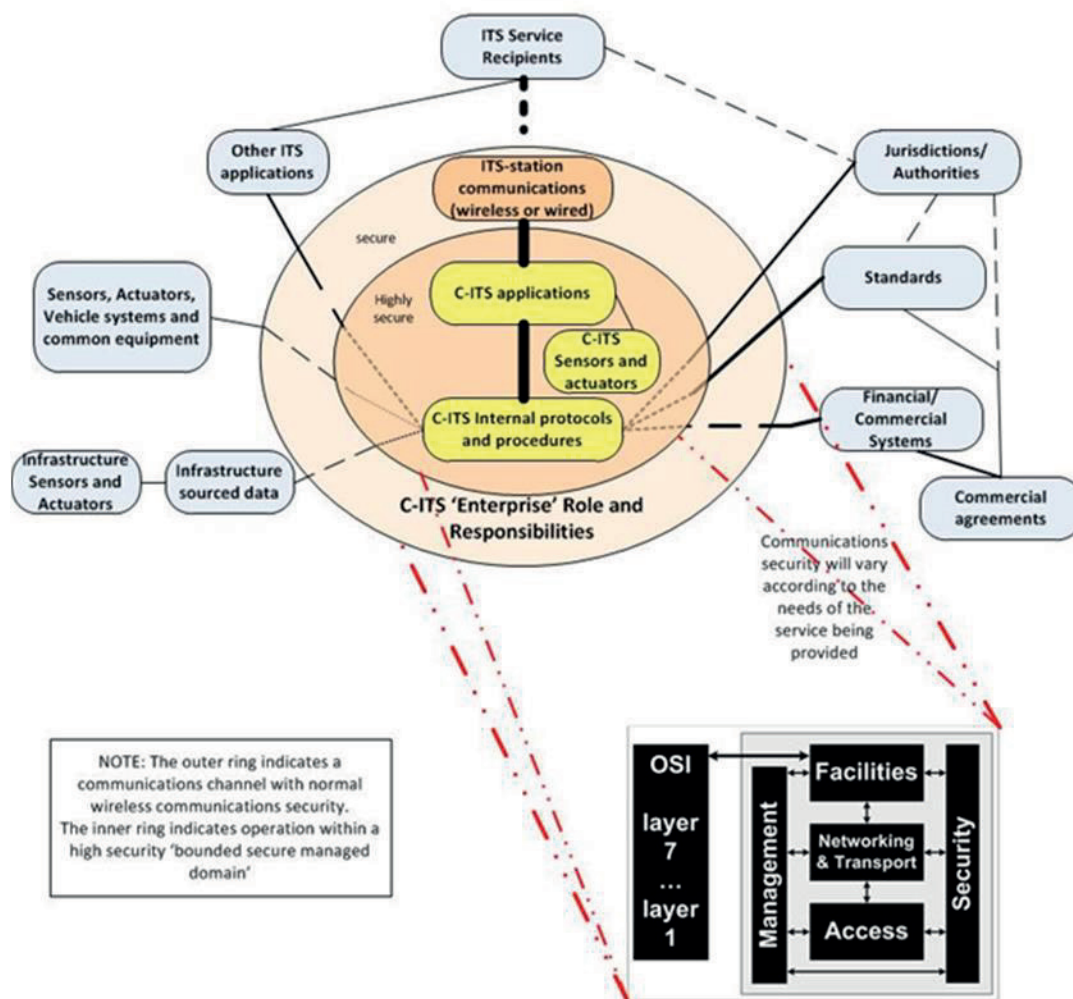 ITS Service
Recipients
Other ITS
applications
ITS-station
communications
(wireless or wired)
Jurisdictions/
Authorities
secure
Standards
Sensors, Actuators,
Vehicle systems and
common equipment
Highly
secure
C-ITS applications
C-ITS
Sensors and
actuators
C-ITS Internal protocols
and procedures
Financial/
Commercial
Systems
Infrastructure
Sensors and
Actuators
Infrastructure
sourced data
C-ITS ‘Enterprise’ Role and
Responsibilities
Commercial
agreements
Communications
security will vary
according to the
needs of the
service being
provided
NOTE: The outer ring indicates a
communications channel with normal
wireless communications security.
The inner ring indicates operation within a
high security ‘bounded secure managed
domain’
OSI
layer
7
...
layer
1
Management
Facilities
Networking
& Transport
Access
Security